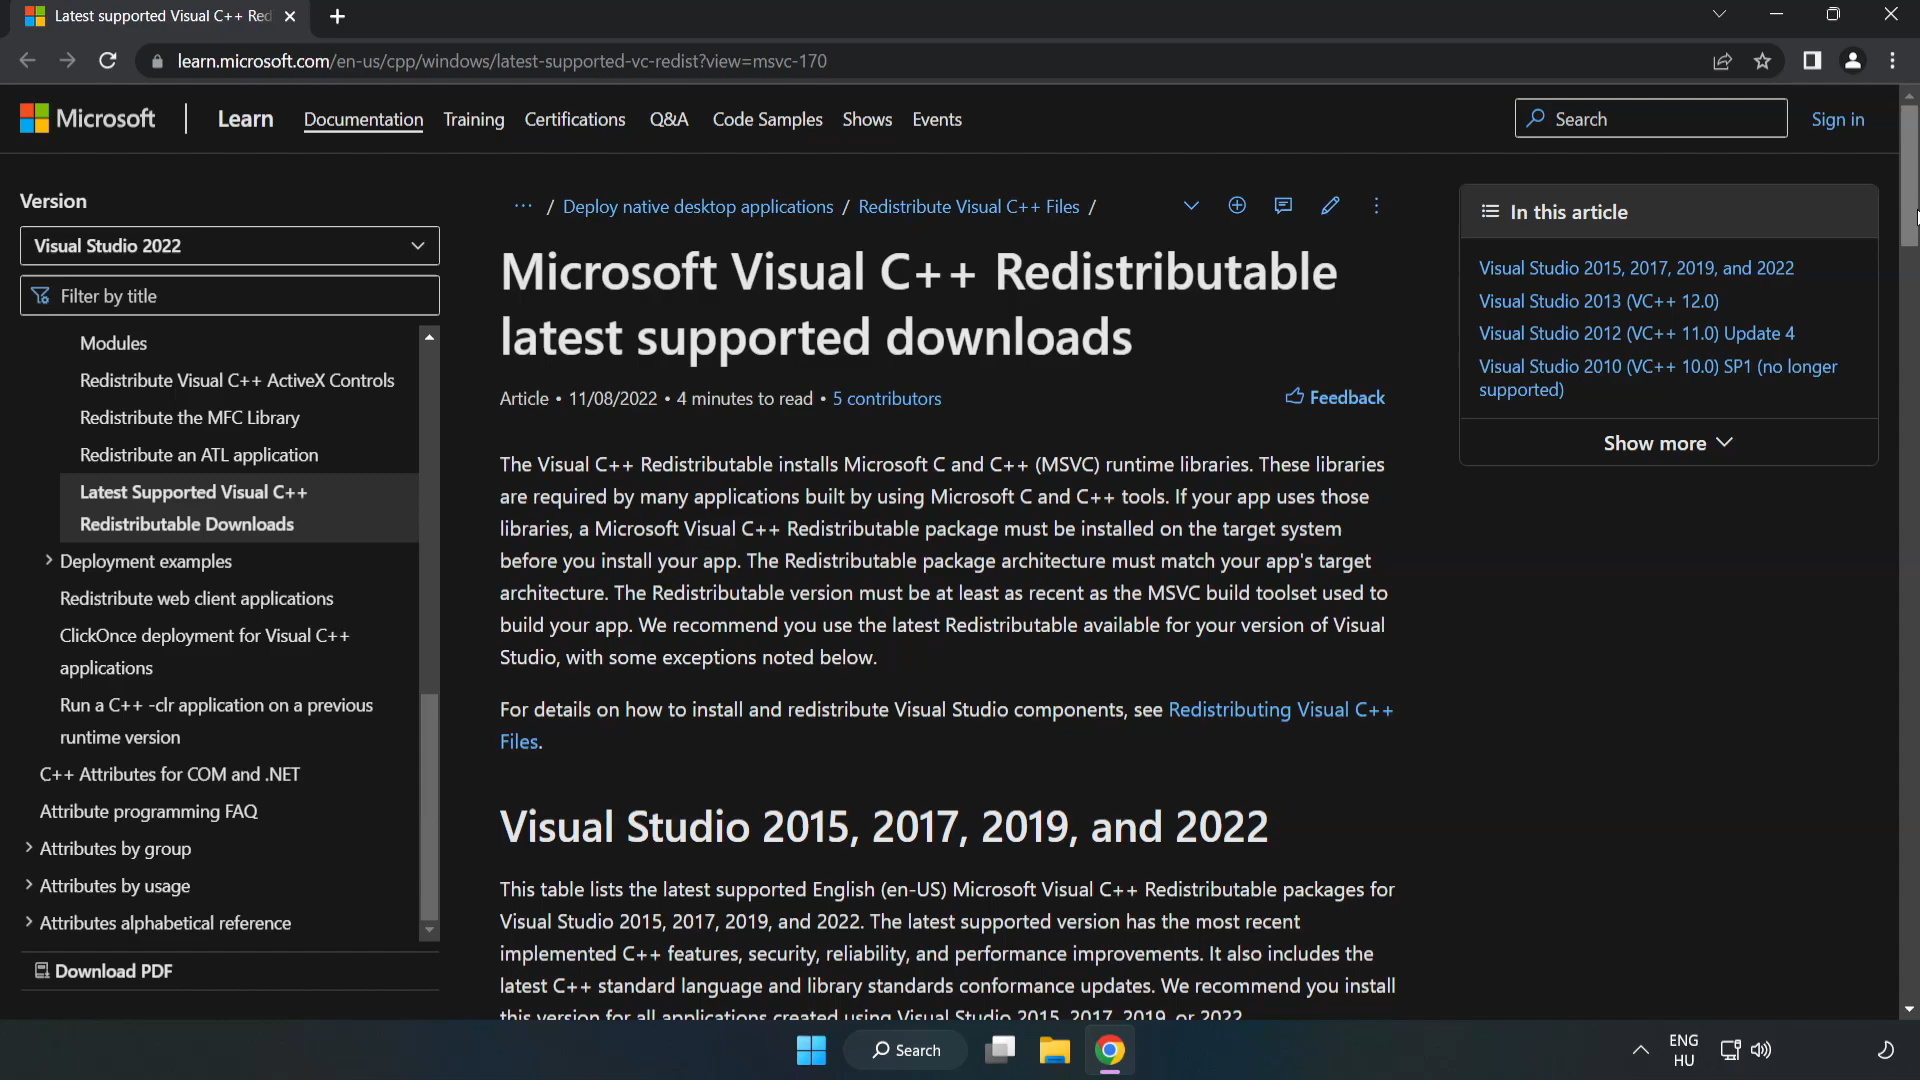 Latest supported Visual C++ Red
learn.microsoft.com/en-us/cpp/windows/latest-supported-vc-redist?view=msvc-170
Microsoft
Learn
Documentation
Training
Certifications
Q&A
Code Samples
Shows
Events
Search
Sign in
Version
Visual Studio 2022
Filter by title
Modules
Redistribute Visual C++ ActiveX Controls
Redistribute the MFC Library
Redistribute an ATL application
Latest Supported Visual C++
Redistributable Downloads
Deployment examples
Redistribute web client applications
ClickOnce deployment for Visual C++
applications
Run a C++ -clr application on a previous
runtime version
C++ Attributes for COM and .NET
Attribute programming FAQ
Attributes by group
Attributes by usage
Attributes alphabetical reference
Download PDF
... / Deploy native desktop applications / Redistribute Visual C++ Files /
Microsoft Visual C++ Redistributable
latest supported downloads
Article • 11/08/2022 • 4 minutes to read • 5 contributors
Feedback
The Visual C++ Redistributable installs Microsoft C and C++ (MSVC) runtime libraries. These libraries
are required by many applications built by using Microsoft C and C++ tools. If your app uses those
libraries, a Microsoft Visual C++ Redistributable package must be installed on the target system
before you install your app. The Redistributable package architecture must match your app's target
architecture. The Redistributable version must be at least as recent as the MSVC build toolset used to
build your app. We recommend you use the latest Redistributable available for your version of Visual
Studio, with some exceptions noted below.
For details on how to install and redistribute Visual Studio components, see Redistributing Visual C++
Files.
Visual Studio 2015, 2017, 2019, and 2022
This table lists the latest supported English (en-US) Microsoft Visual C++ Redistributable packages for
Visual Studio 2015, 2017, 2019, and 2022. The latest supported version has the most recent
implemented C++ features, security, reliability, and performance improvements. It also includes the
latest C++ standard language and library standards conformance updates. We recommend you install
this version for all applications created using Visual Studio 2015, 2017, 2019, or 2022.
In this article
Visual Studio 2015, 2017, 2019, and 2022
Visual Studio 2013 (VC++ 12.0)
Visual Studio 2012 (VC++ 11.0) Update 4
Visual Studio 2010 (VC++ 10.0) SP1 (no longer
supported)
Show more
Search
ENG
HU